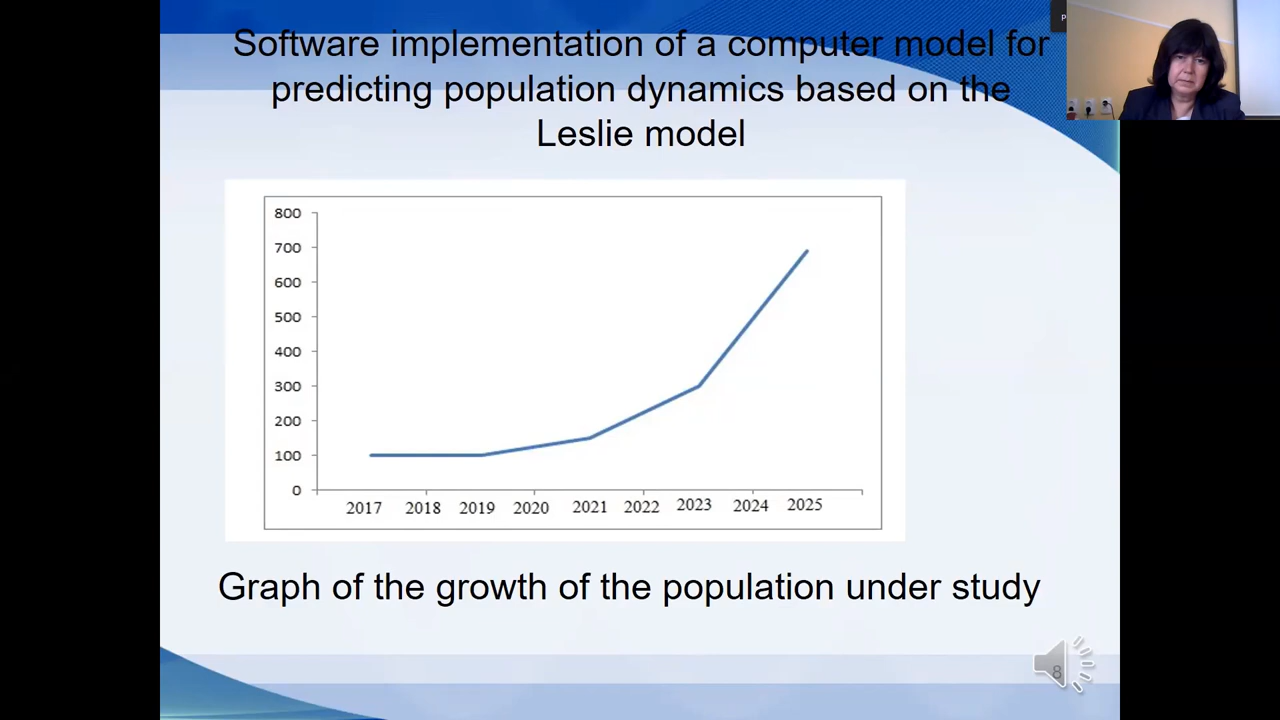 Software implementation of a computer model for
predicting population dynamics based on the
Leslie model
P
800
700
600
500
400
300
200
100
0
2017 2018 2019 2020 2021 2022 2023 2024 2025
Graph of the growth of the population under study
8